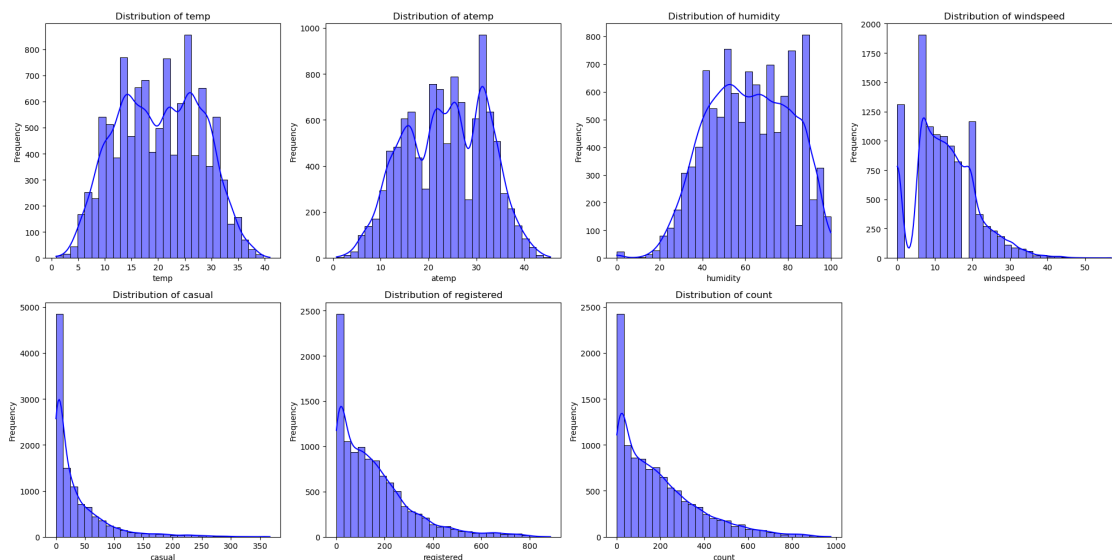 Distribution of temp
Frequency
800
700
600
500
400
300
200
100
0
0 5 10 15 20 25 30 35 40
temp
Distribution of atemp
Frequency
1000
800
600
400
200
0
0 10 20 30 40
atemp
Distribution of humidity
Frequency
800
700
600
500
400
300
200
100
0
0 20 40 60 80 100
humidity
Distribution of windspeed
Frequency
2000
1750
1500
1250
1000
750
500
250
0
0 10 20 30 40 50
windspeed
Distribution of casual
Frequency
5000
4000
3000
2000
1000
0
0 50 100 150 200 250 300 350
casual
Distribution of registered
Frequency
2500
2000
1500
1000
500
0
0 200 400 600 800
registered
Distribution of count
Frequency
2500
2000
1500
1000
500
0
0 200 400 600 800 1000
count